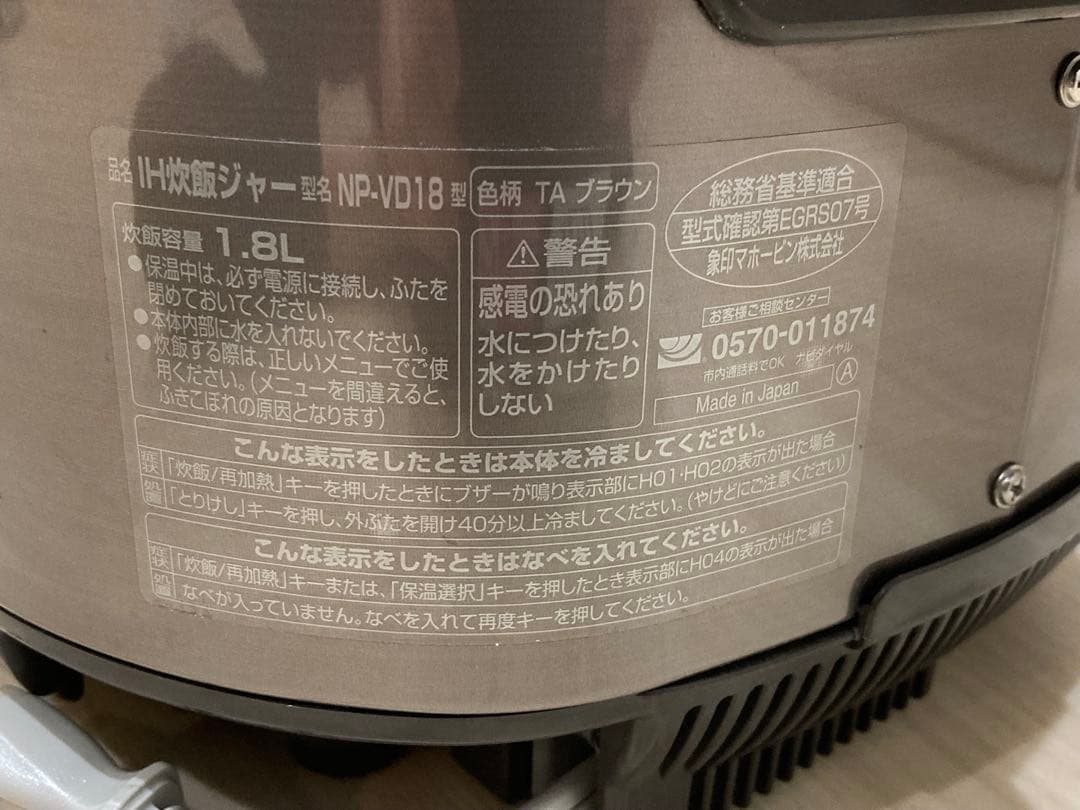 品名 IH炊飯ジャー 型名 NP-VD18 型
色柄 TA ブラウン
総務省基準適合
型式確認第EGRS07号
象印マホービン株式会社
炊飯容量 1.8L
●保温中は、必ず電源に接続し、ふたを
閉めておいてください。
●本体内部に水を入れないでください。
●炊飯する際は、正しいメニューでご使
用ください。(メニューを間違えると、
ふきこぼれの原因となります)
⚠警告
感電の恐れあり
水につけたり、
水をかけたり
しない
お客様ご相談センター
0570-011874
市内通話料でOK ナビダイヤル
Made in Japan Ⓐ
こんな表示をしたときは本体を冷ましてください。
症状 「炊飯/再加熱」キーを押したときにブザーが鳴り表示部にH01・H02の表示が出た場合
処置 「とりけし」キーを押し、外ぶたを開け40分以上冷ましてください。(やけどにご注意ください)
こんな表示をしたときはなべを入れてください。
症状 「炊飯/再加熱」キーまたは、「保温選択」キーを押したとき表示部にH04の表示が出た場合
処置 なべが入っていません。なべを入れて再度キーを押してください。